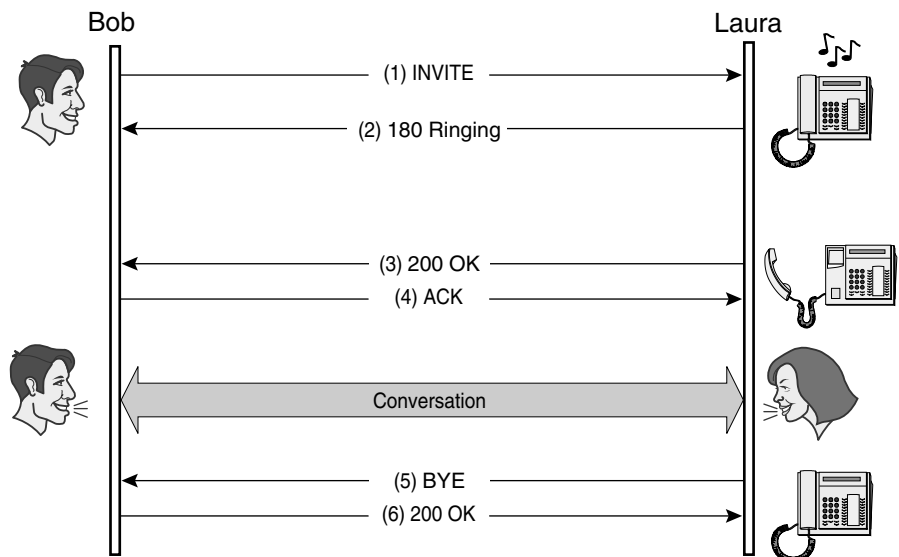 Bob
Laura
(1) INVITE
(2) 180 Ringing
(3) 200 OK
(4) ACK
Conversation
(5) BYE
(6) 200 OK